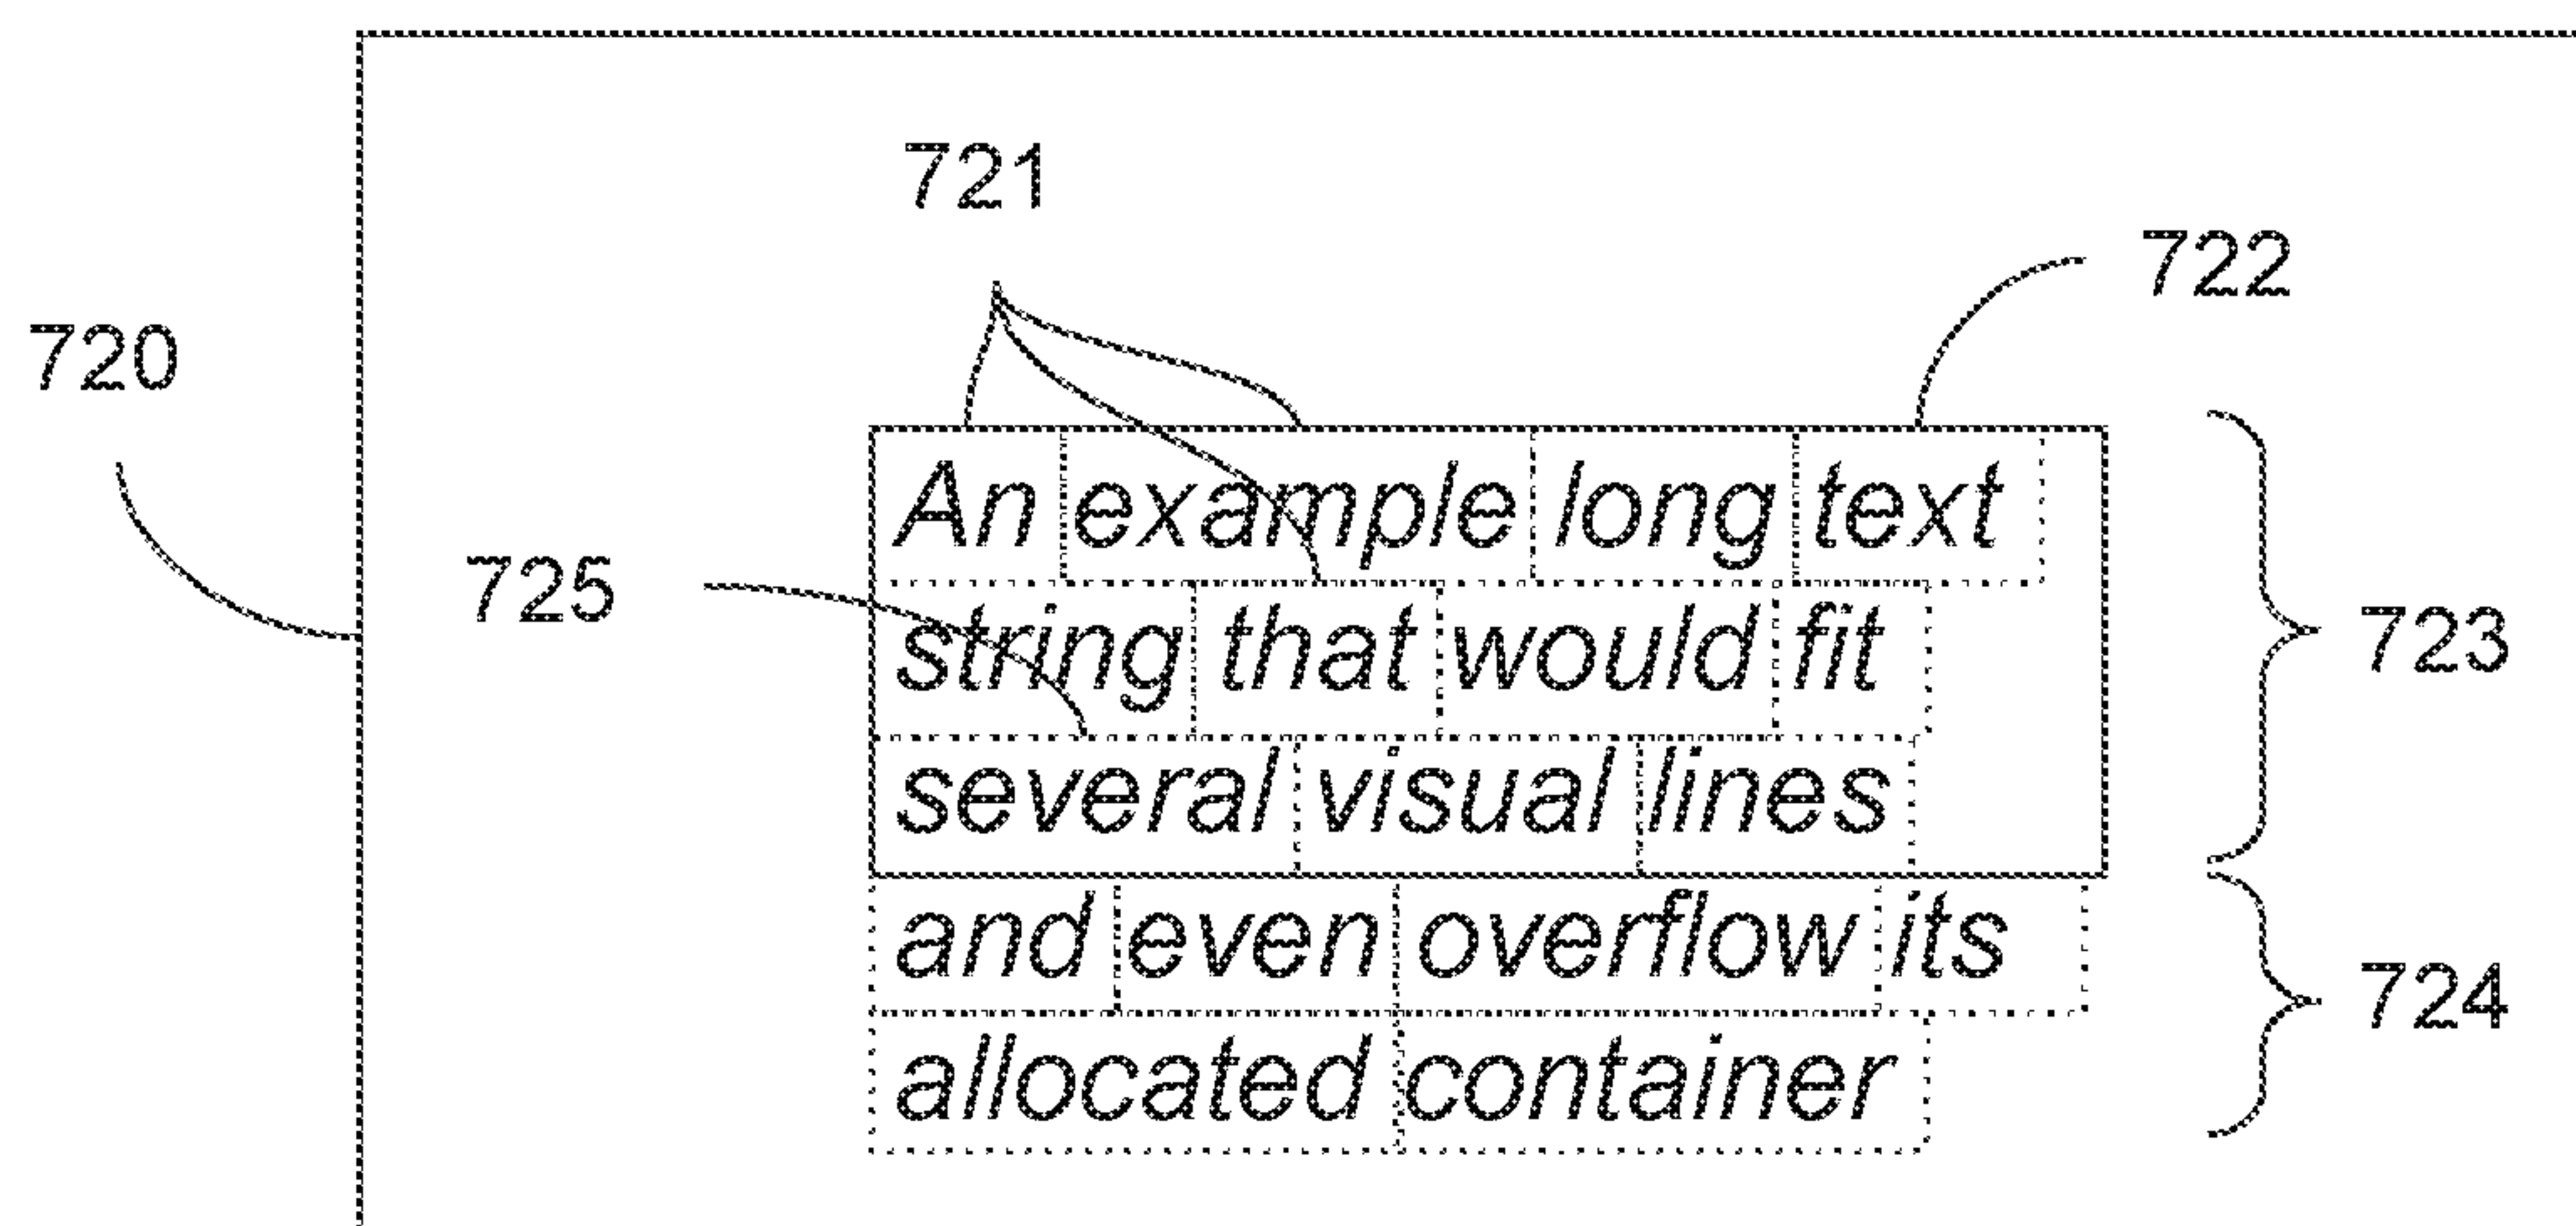 721
722
720
An example long text
725
string that would fit
723
several visual lines
and even overflow its
724
allocated container